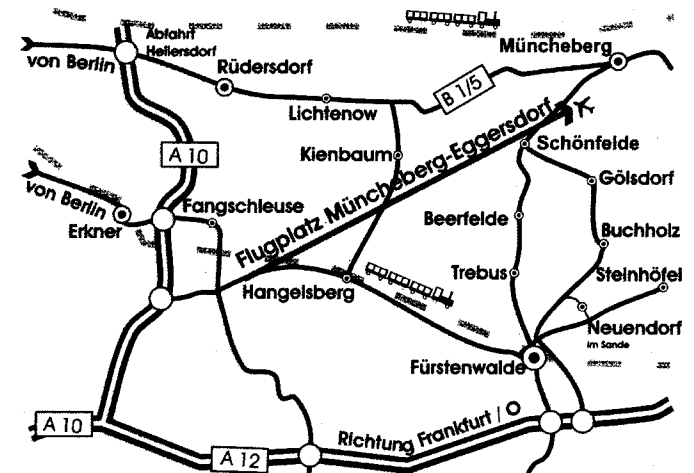 Abfahrt
Hellersdorf
von Berlin
Rüdersdorf
Müncheberg
B 1/5
Lichtenow
A 10
Kienbaum
Flugplatz Müncheberg-Eggersdorf
Schönfelde
Gölsdorf
von Berlin
Erkner
Fangschleuse
Beerfelde
Buchholz
Trebus
Steinhöfel
Hangelsberg
Neuendorf
im Sande
Fürstenwalde
A 10
A 12
Richtung Frankfurt /